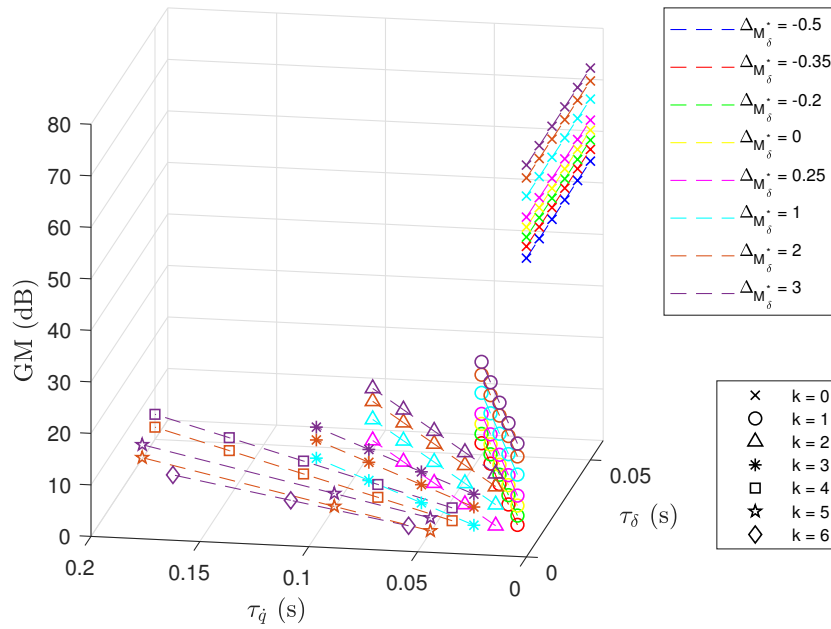 80
70
60
50
40
30
20
10
0
GM (dB)
0.2
0.15
0.1
0.05
0
τ_q̇ (s)
0
0.05
τ_δ (s)
Δ_{M_δ^*} = -0.5
Δ_{M_δ^*} = -0.35
Δ_{M_δ^*} = -0.2
Δ_{M_δ^*} = 0
Δ_{M_δ^*} = 0.25
Δ_{M_δ^*} = 1
Δ_{M_δ^*} = 2
Δ_{M_δ^*} = 3
k = 0
k = 1
k = 2
k = 3
k = 4
k = 5
k = 6